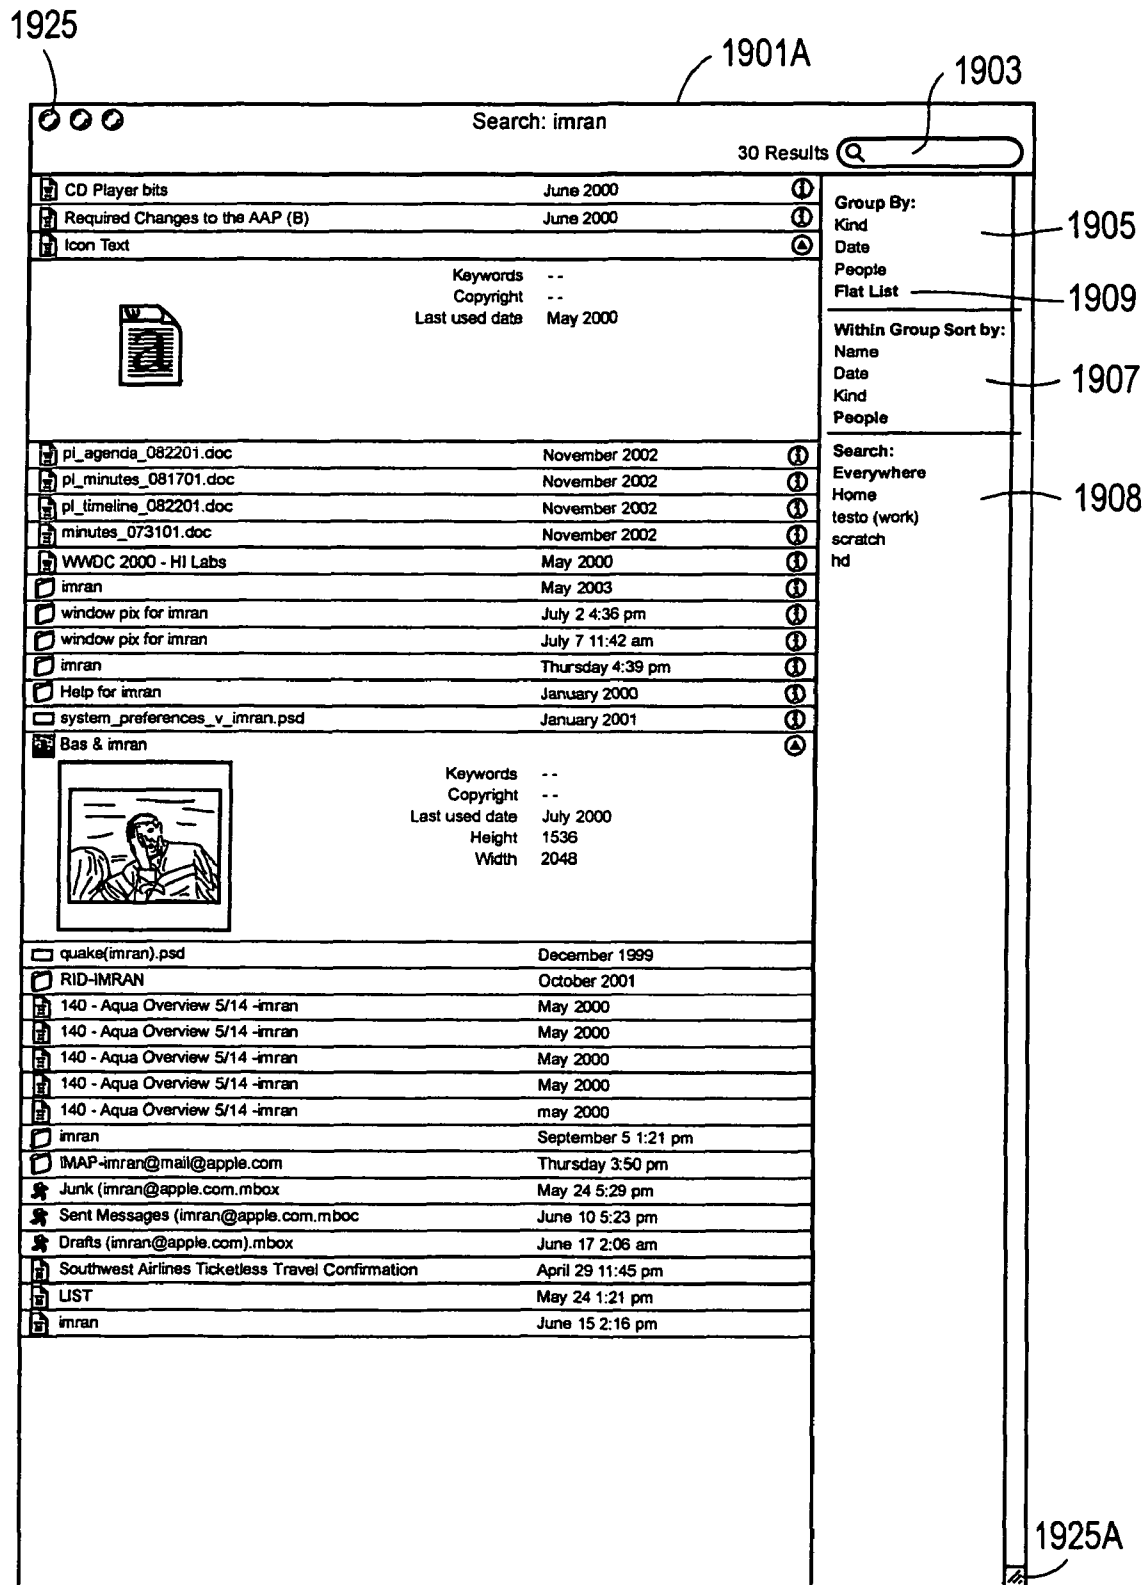 1925
1901A
1903
Search: imran
30 Results
CD Player bits June 2000
Required Changes to the AAP (B) June 2000
Icon Text
Keywords - -
Copyright - -
Last used date May 2000
W
a
pl_agenda_082201.doc November 2002
pl_minutes_081701.doc November 2002
pl_timeline_082201.doc November 2002
minutes_073101.doc November 2002
WWDC 2000 - HI Labs May 2000
imran May 2003
window pix for imran July 2 4:36 pm
window pix for imran July 7 11:42 am
imran Thursday 4:39 pm
Help for imran January 2000
system_preferences_v_imran.psd January 2001
Bas & imran
Keywords - -
Copyright - -
Last used date July 2000
Height 1536
Width 2048
quake(imran).psd December 1999
RID-IMRAN October 2001
140 - Aqua Overview 5/14 -imran May 2000
140 - Aqua Overview 5/14 -imran May 2000
140 - Aqua Overview 5/14 -imran May 2000
140 - Aqua Overview 5/14 -imran May 2000
140 - Aqua Overview 5/14 -imran may 2000
imran September 5 1:21 pm
IMAP-imran@mail@apple.com Thursday 3:50 pm
Junk (imran@apple.com.mbox May 24 5:29 pm
Sent Messages (imran@apple.com.mboc June 10 5:23 pm
Drafts (imran@apple.com).mbox June 17 2:06 am
Southwest Airlines Ticketless Travel Confirmation April 29 11:45 pm
LIST May 24 1:21 pm
imran June 15 2:16 pm
Group By:
Kind
Date
People
Flat List
1905
1909
Within Group Sort by:
Name
Date
Kind
People
1907
Search:
Everywhere
Home
testo (work)
scratch
hd
1908
1925A